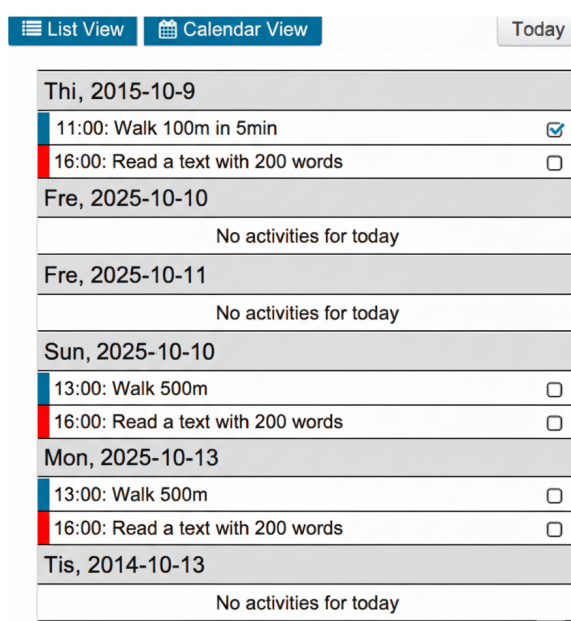 List View Calendar View Today
Thi, 2015-10-9
11:00: Walk 100m in 5min
16:00: Read a text with 200 words
Fre, 2025-10-10
No activities for today
Fre, 2025-10-11
No activities for today
Sun, 2025-10-10
13:00: Walk 500m
16:00: Read a text with 200 words
Mon, 2025-10-13
13:00: Walk 500m
16:00: Read a text with 200 words
Tis, 2014-10-13
No activities for today